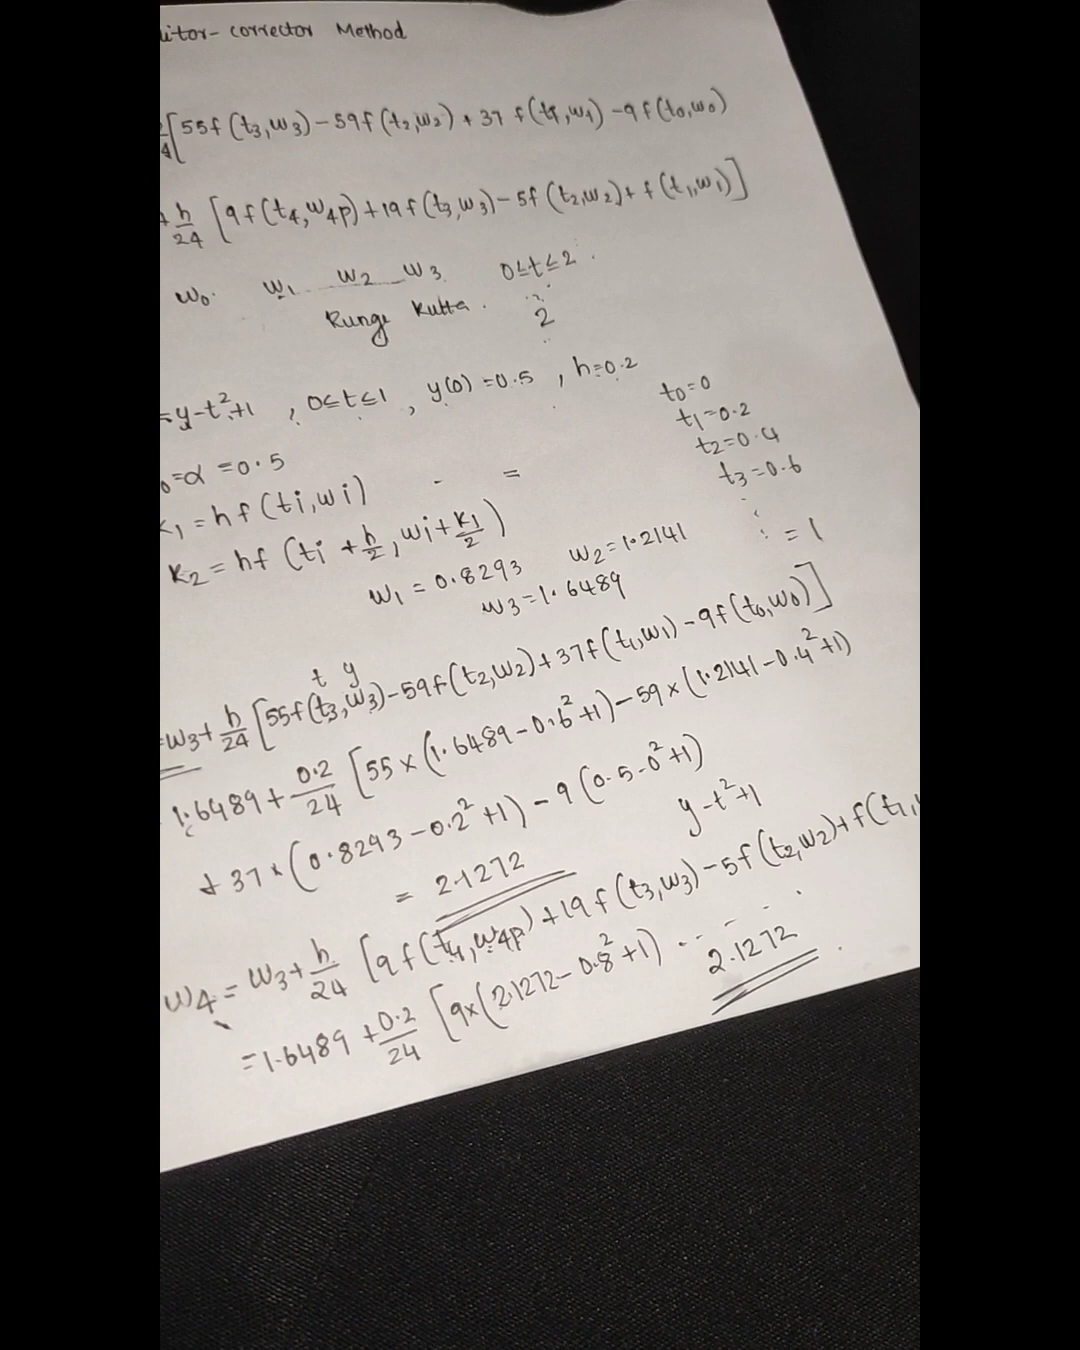 itor- corrector Method
[55f (t3,w3) - 59f (t2,w2) + 37 f(t1,w1) - 9f(t0,w0)
+ h/24 [9f(t4,w4p) + 19f(t3,w3) - 5f(t2,w2) + f(t1,w1)]
w0. w1 w2 w3 0≤t≤2.
Runge Kutta. 2
=y-t²+1, 0≤t≤1, y(0)=0.5, h=0.2
t0=0
t1=0.2
t2=0.4
t3=0.6
⋮ =1
=α=0.5
k1=hf(ti,wi) - =
k2=hf(ti+h/2,wi+k1/2)
w1=0.8293 w2=1.2141
w3=1.6489
t y
=w3+h/24[55f(t3,w3)-59f(t2,w2)+37f(t1,w1)-9f(t0,w0)]
1.6489+0.2/24[55×(1.6489-0.6²+1)-59×(1.2141-0.4²+1)
+37×(0.8293-0.2²+1)-9(0.5-0²+1)
=2.1272
y-t²+1
w4=w3+h/24[9f(t4,w4p)+19f(t3,w3)-5f(t2,w2)+f(t1,
=1.6489+0.2/24[9×(2.1272-0.8²+1)......
2.1272